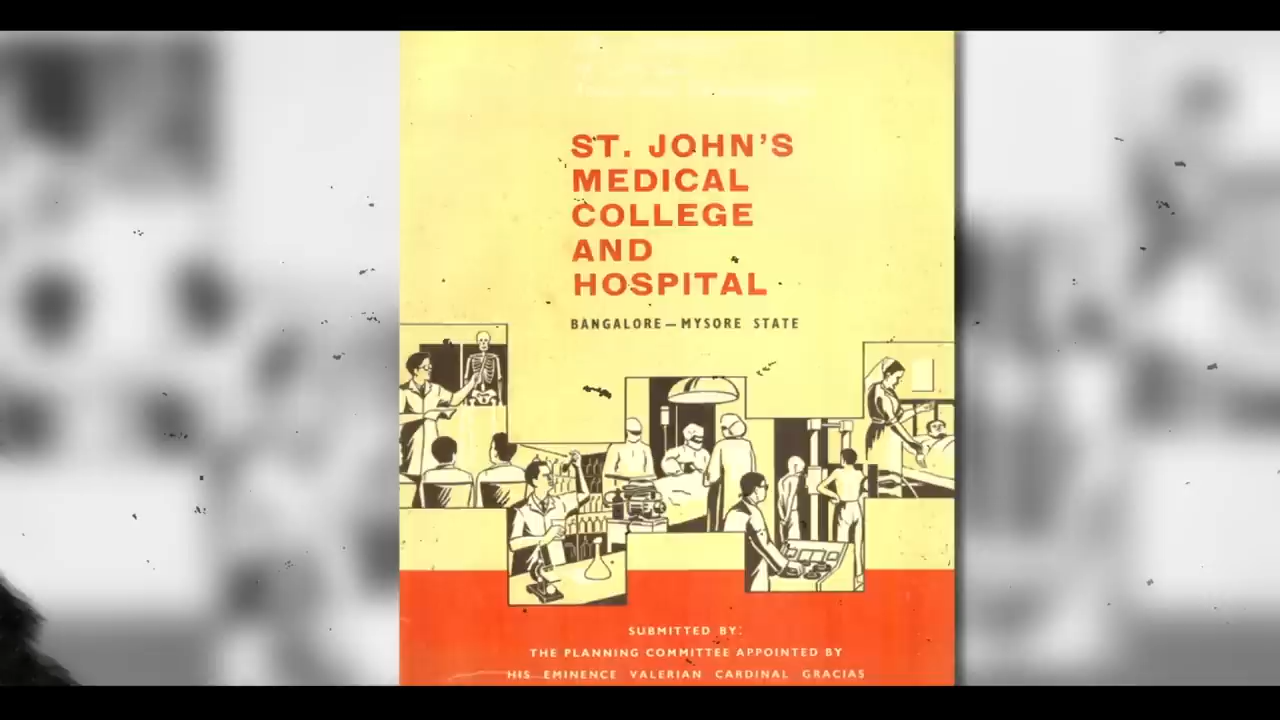 ST. JOHN'S
MEDICAL
COLLEGE
AND
HOSPITAL
BANGALORE—MYSORE STATE
SUBMITTED BY:
THE PLANNING COMMITTEE APPOINTED BY
HIS EMINENCE VALERIAN CARDINAL GRACIAS